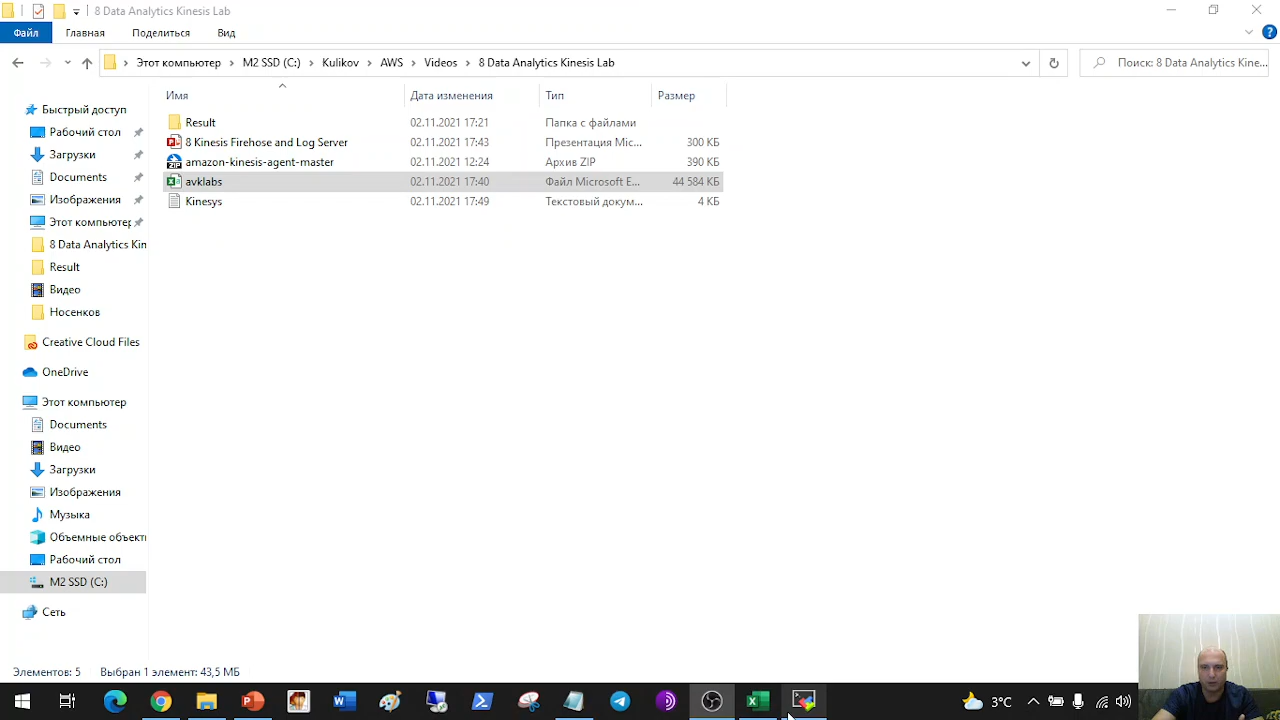 8 Data Analytics Kinesis Lab
Файл
Главная
Поделиться
Вид
Этот компьютер
M2 SSD (C:)
Kulikov
AWS
Videos
8 Data Analytics Kinesis Lab
Поиск: 8 Data Analytics Kine...
Имя
Дата изменения
Тип
Размер
Result
02.11.2021 17:21
Папка с файлами
8 Kinesis Firehose and Log Server
02.11.2021 17:43
Презентация Mic...
300 КБ
amazon-kinesis-agent-master
02.11.2021 12:24
Архив ZIP
390 КБ
avklabs
02.11.2021 17:40
Файл Microsoft E...
44 584 КБ
Kinesys
02.11.2021 17:49
Текстовый докум...
4 КБ
Быстрый доступ
Рабочий стол
Загрузки
Documents
Изображения
Этот компьютер
8 Data Analytics Kin
Result
Видео
Носенков
Creative Cloud Files
OneDrive
Этот компьютер
Documents
Видео
Загрузки
Изображения
Музыка
Объемные объект
Рабочий стол
M2 SSD (C:)
Сеть
Элементов: 5
Выбран 1 элемент: 43,5 МБ
3°C